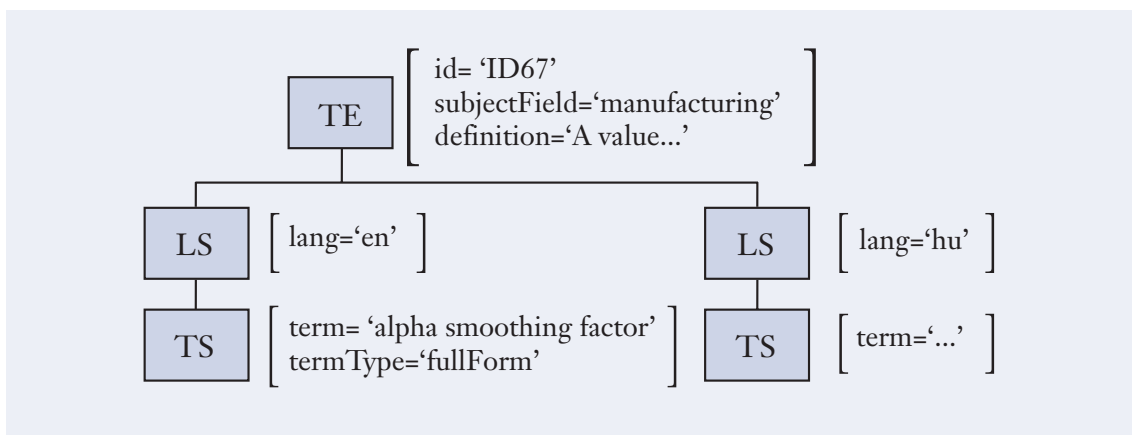 TE
id= ‘ID67’
subjectField=‘manufacturing’
definition=‘A value...’
LS
lang=‘en’
LS
lang=‘hu’
TS
term= ‘alpha smoothing factor’
termType=‘fullForm’
TS
term=‘...’